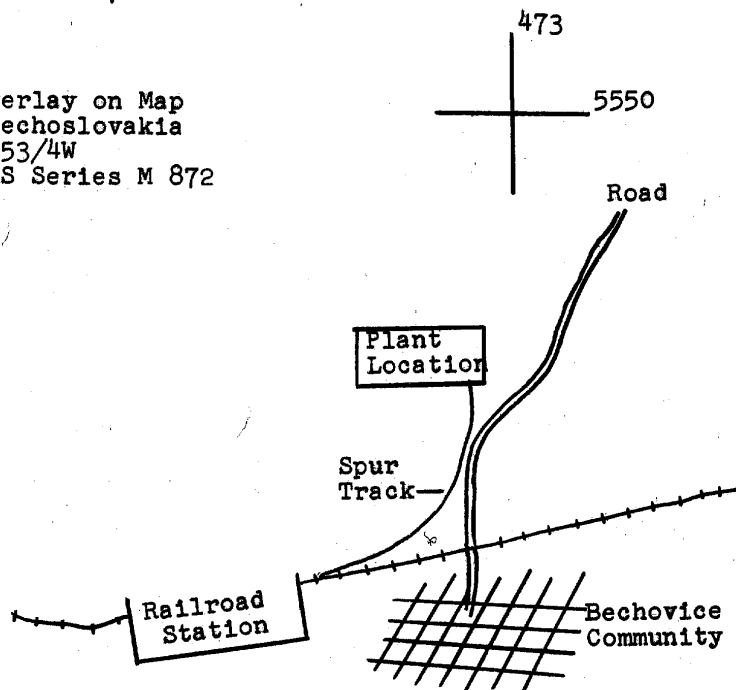 473
5550
erlay on Map
echoslovakia
53/4W
S Series M 872
Road
Plant
Location
Spur
Track
Railroad
Station
Bechovice
Community